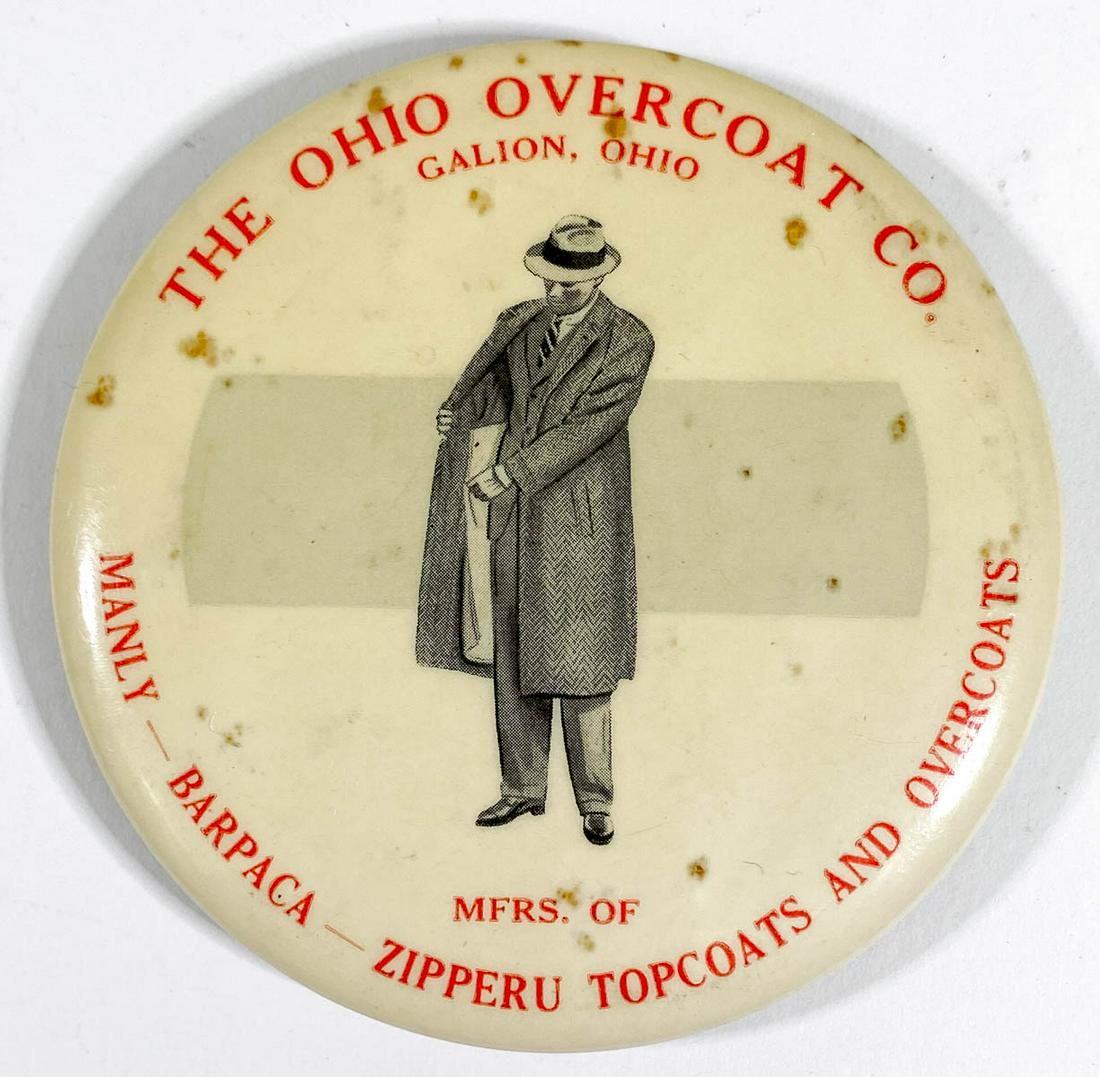 THE OHIO OVERCOAT CO.
GALION, OHIO
MFRS. OF
MANLY — BARPACA — ZIPPERU TOPCOATS AND OVERCOATS